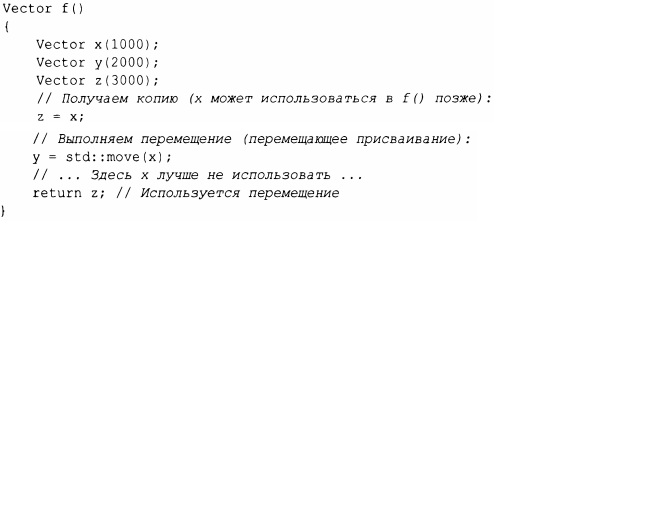 Vector f()
{
Vector x(1000);
Vector y(2000);
Vector z(3000);
// Получаем копию (x может использоваться в f() позже):
z = x;
// Выполняем перемещение (перемещающее присваивание):
y = std::move(x);
// ... Здесь x лучше не использовать ...
return z; // Используется перемещение
}